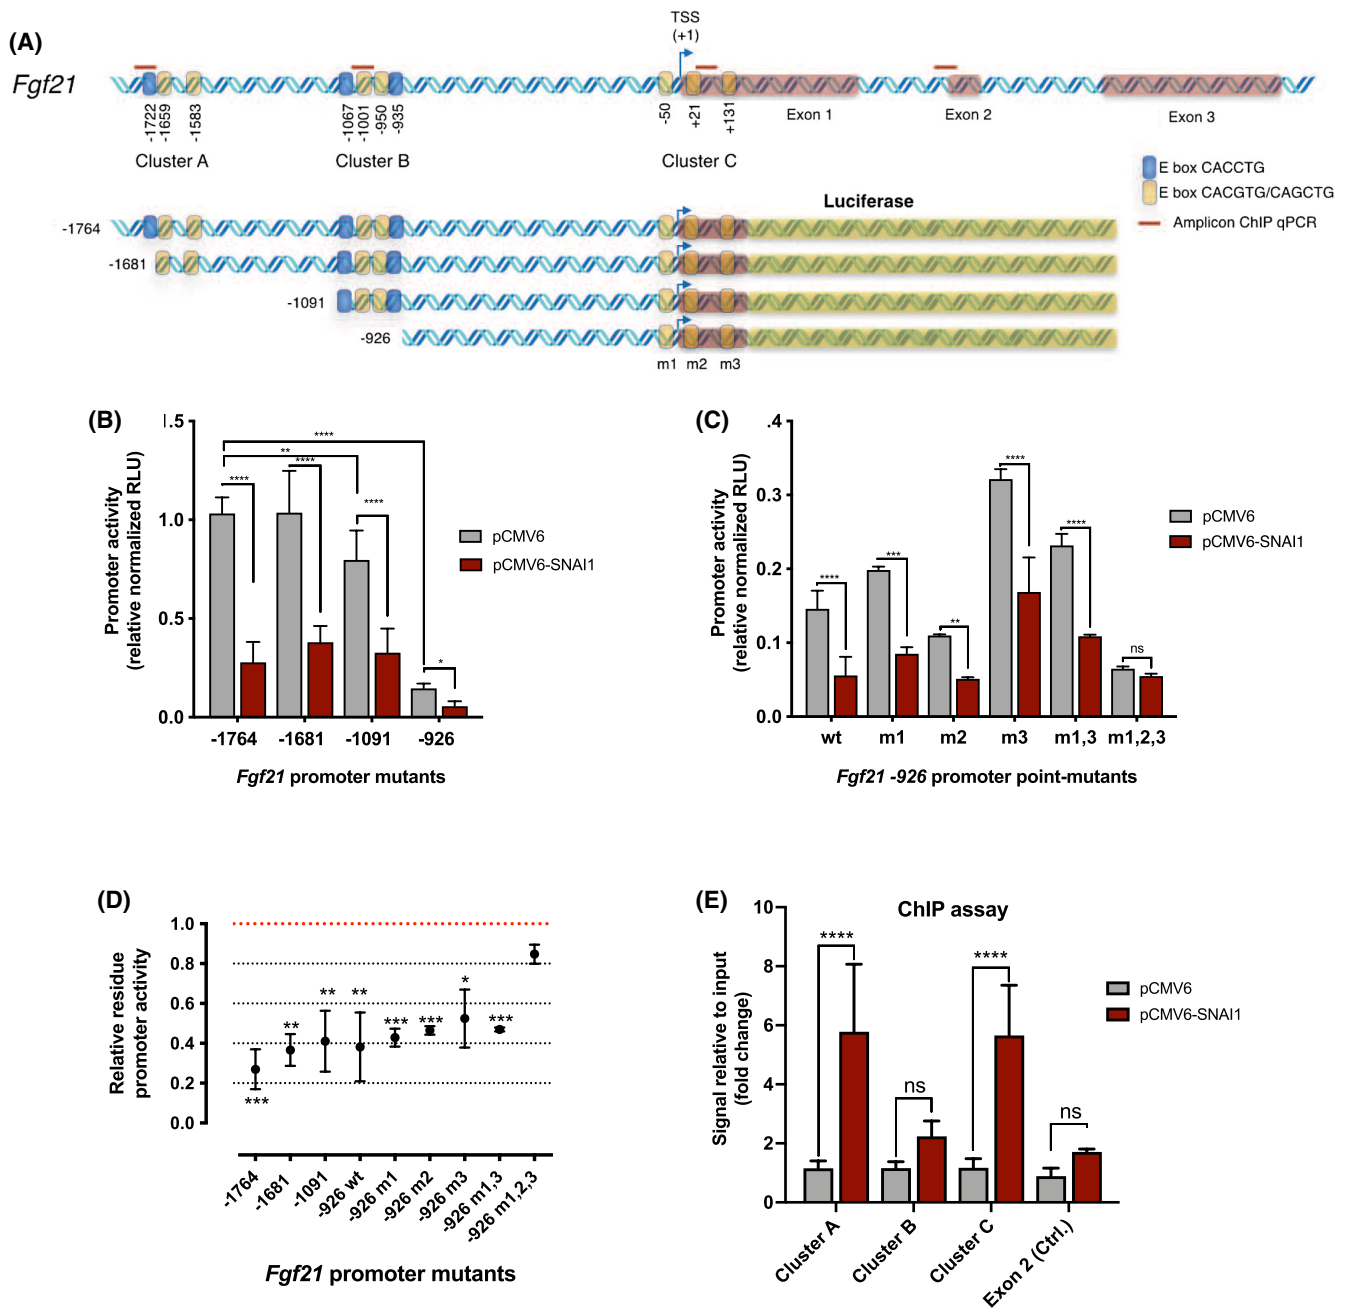 (A)
TSS
(+1)
Fgf21
-1722
-1659
-1583
-1067
-1001
-950
-935
-50
+21
+131
Exon 1
Exon 2
Exon 3
Cluster A
Cluster B
Cluster C
E box CACCTG
E box CACGTG/CAGCTG
Amplicon ChIP qPCR
Luciferase
-1764
-1681
-1091
-926
m1
m2
m3
(B)
Promoter activity
(relative normalized RLU)
1.5
1.0
0.5
0.0
****
**
****
****
****
*
pCMV6
pCMV6-SNAI1
-1764
-1681
-1091
-926
Fgf21 promoter mutants
(C)
Promoter activity
(relative normalized RLU)
.4
0.3
0.2
0.1
0.0
****
***
**
****
****
ns
pCMV6
pCMV6-SNAI1
wt
m1
m2
m3
m1,3
m1,2,3
Fgf21 -926 promoter point-mutants
(D)
Relative residue
promoter activity
1.0
0.8
0.6
0.4
0.2
0.0
***
**
**
**
***
***
*
***
-1764
-1681
-1091
-926 wt
-926 m1
-926 m2
-926 m3
-926 m1,3
-926 m1,2,3
Fgf21 promoter mutants
(E)
ChIP assay
Signal relative to input
(fold change)
10
8
6
4
2
0
****
ns
****
ns
pCMV6
pCMV6-SNAI1
Cluster A
Cluster B
Cluster C
Exon 2 (Ctrl.)